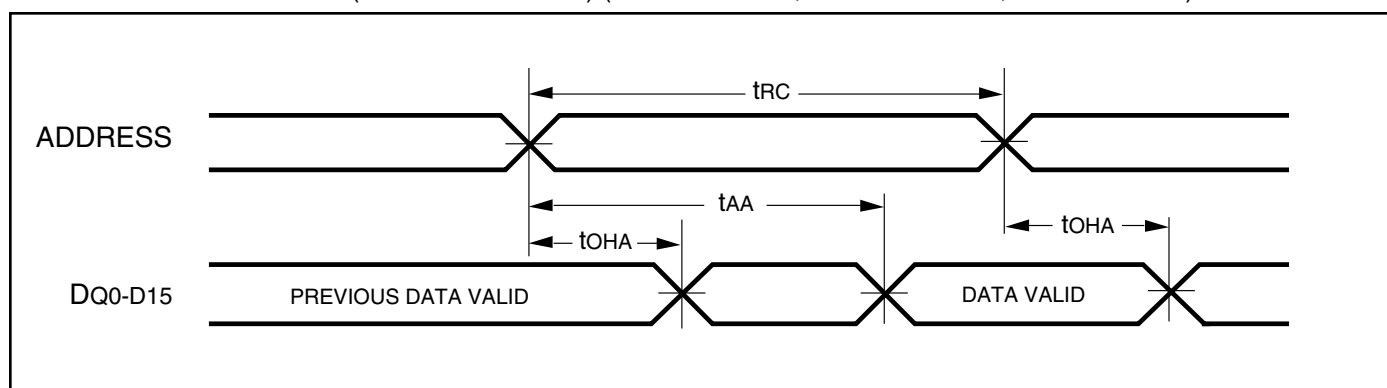 tRC
ADDRESS
tAA
tOHA
tOHA
DQ0-D15
PREVIOUS DATA VALID
DATA VALID